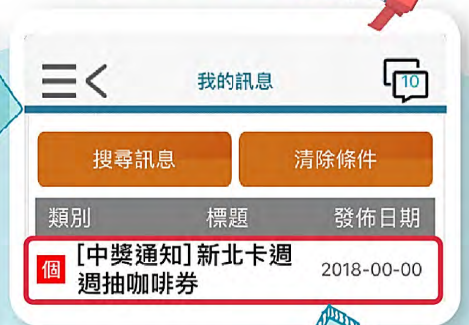 我的訊息
10
搜尋訊息 清除條件
類別 標題 發佈日期
個 [中獎通知]新北卡週
週抽咖啡券 2018-00-00